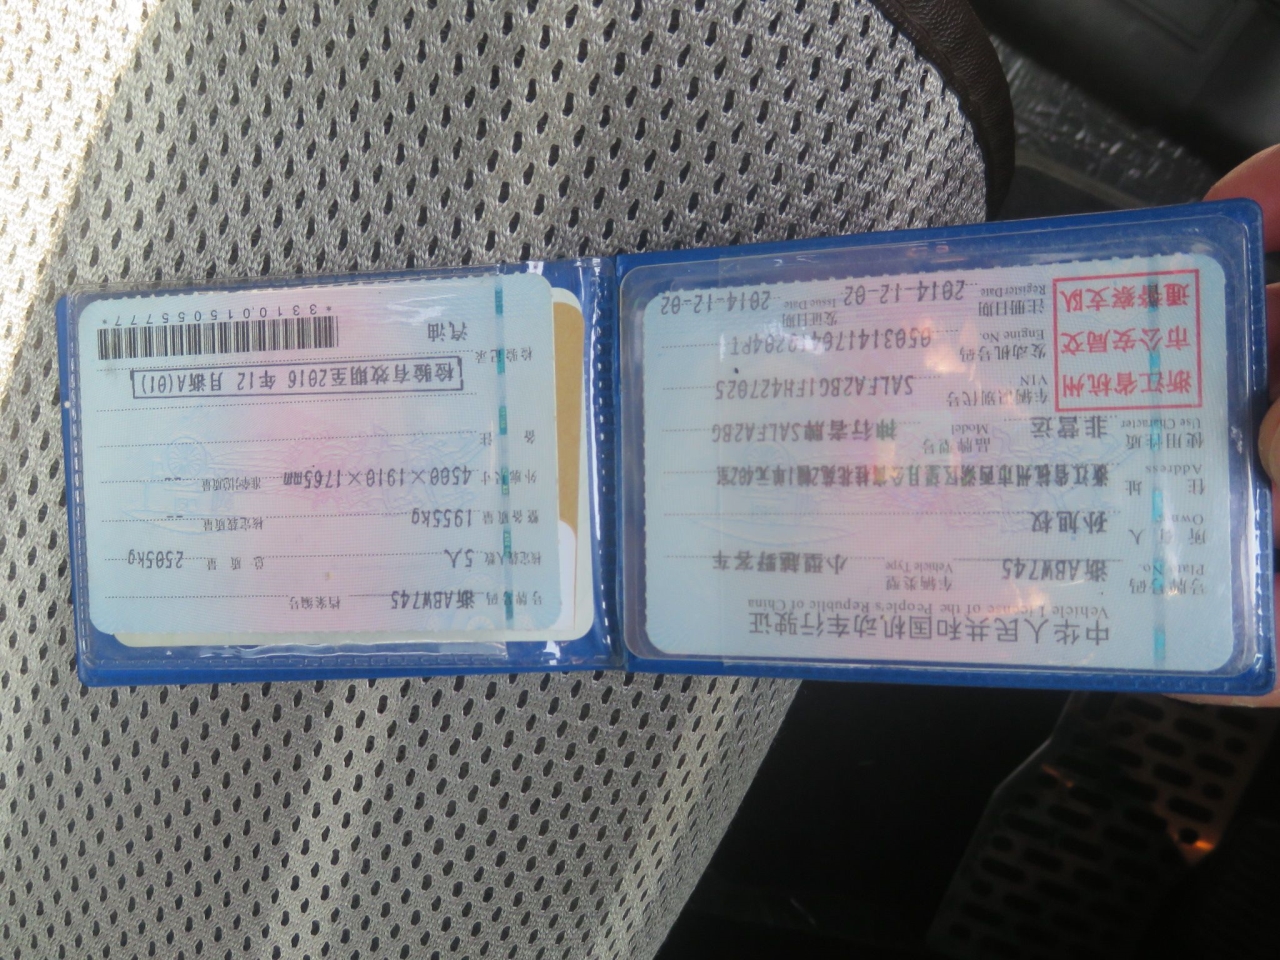 中华人民共和国机动车行驶证
Vehicle License of the People's Republic of China
号牌号码 浙ABW745 车辆类型 小型越野客车
Plate No. Vehicle Type
所有人 孙旭权
Owner
住址
Address
使用性质 非营运 品牌型号 神行者牌SALFA2BG
Use Character Model
浙江省杭州
市公安局交
通警察支队
车辆识别代号 SALFA2BG1FH427025
VIN
发动机号码
Engine No.
注册日期 2014-12-02 发证日期 2014-12-02
Register Date Issue Date
号牌号码 浙ABW745 档案编号
核定载人数 5人 总质量 2505kg
整备质量 1955kg 核定载质量 --
外廓尺寸 4500×1910×1765mm 准牵引总质量 --
备注
检验有效期至2016年12月浙A(01)
检验记录
汽油
*3310015055777*